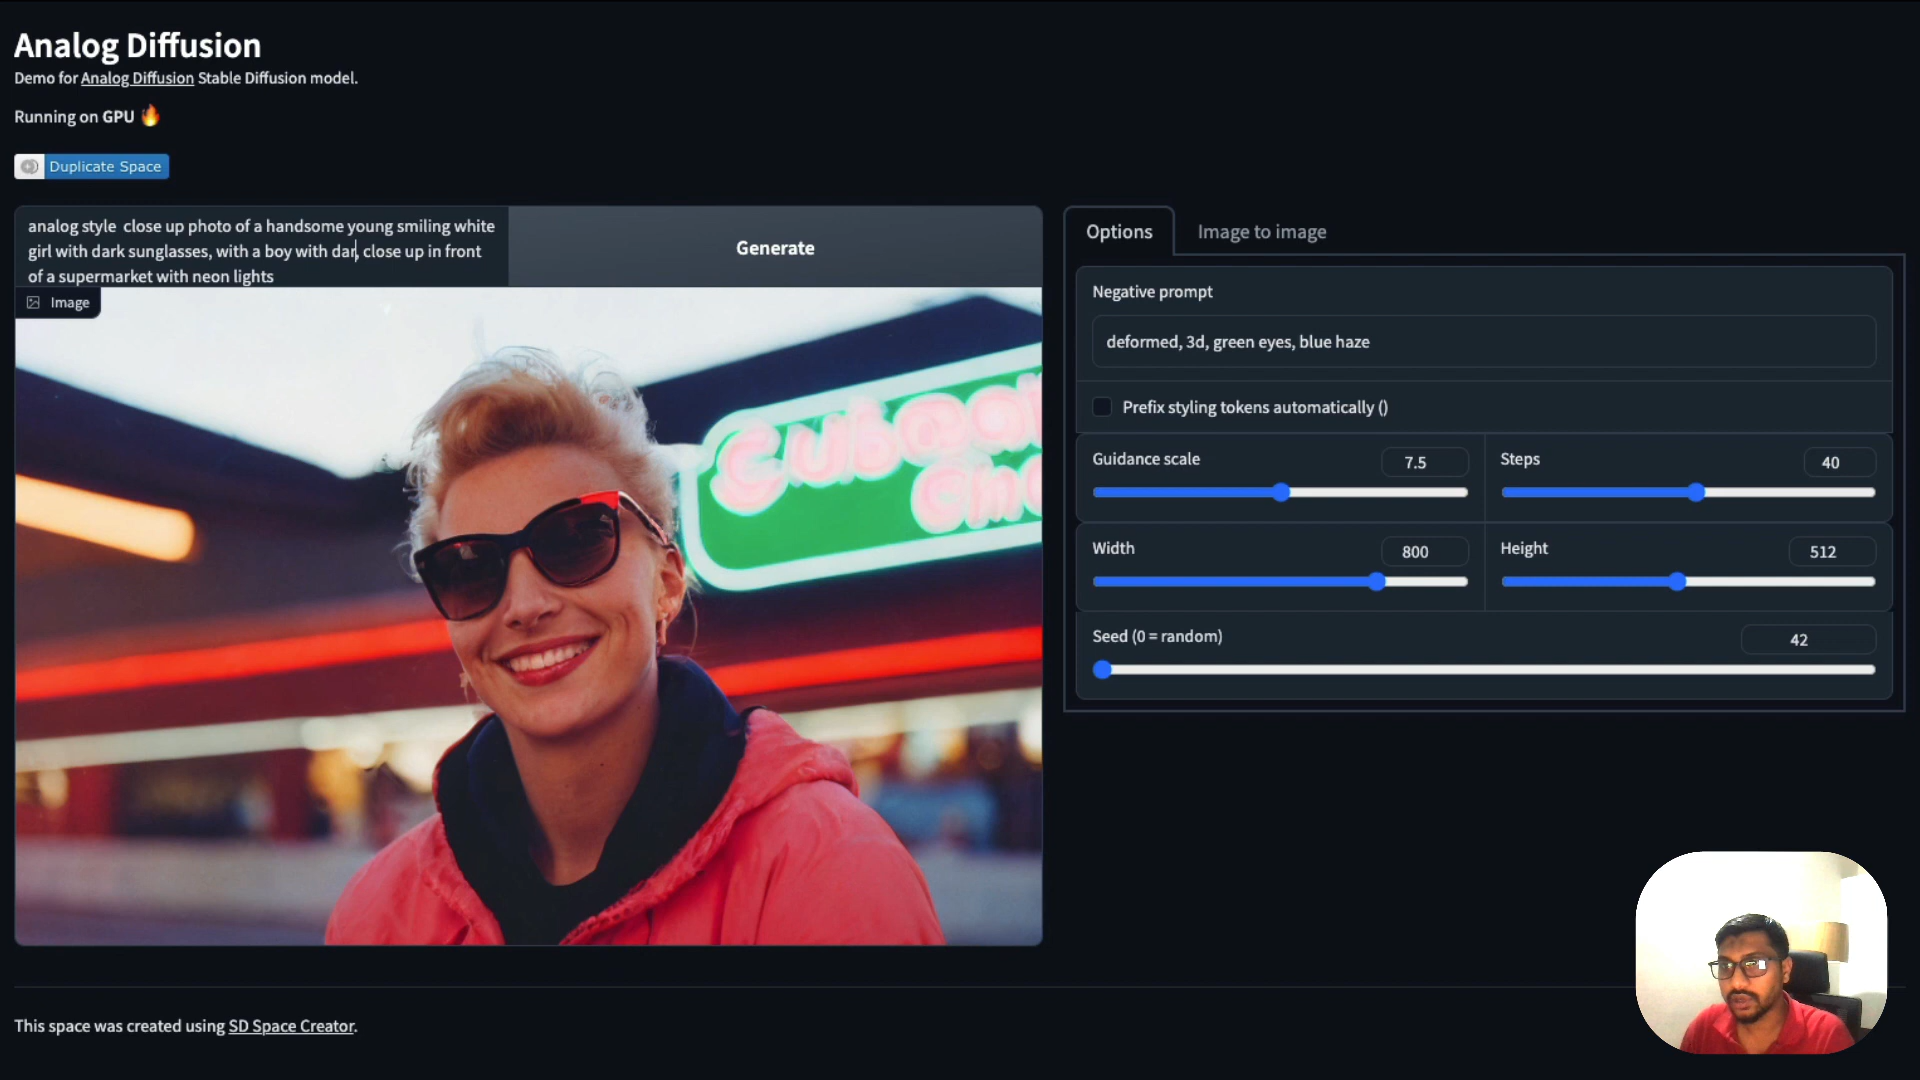 Analog Diffusion
Demo for Analog Diffusion Stable Diffusion model.
Running on GPU 🔥
Duplicate Space
analog style  close up photo of a handsome young smiling white
girl with dark sunglasses, with a boy with dar, close up in front
of a supermarket with neon lights
Generate
Image
Options
Image to image
Negative prompt
deformed, 3d, green eyes, blue haze
Prefix styling tokens automatically ()
Guidance scale
7.5
Steps
40
Width
800
Height
512
Seed (0 = random)
42
This space was created using SD Space Creator.